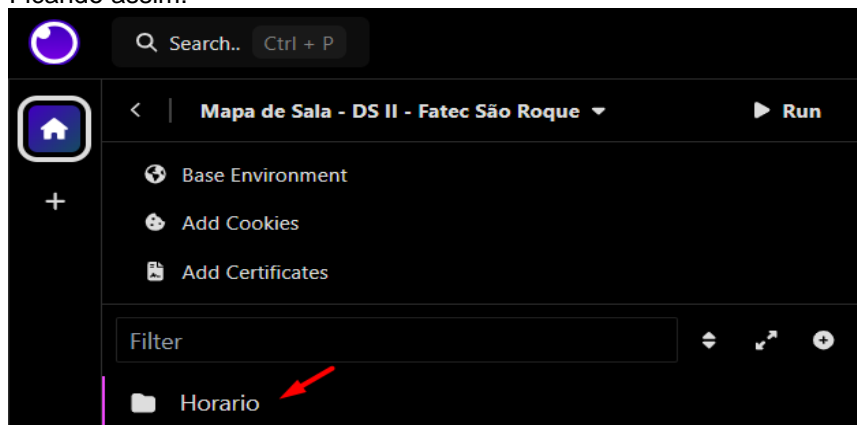 Ficando assim:
Search.. Ctrl + P
Mapa de Sala - DS II - Fatec São Roque
Run
Base Environment
Add Cookies
Add Certificates
Filter
Horario